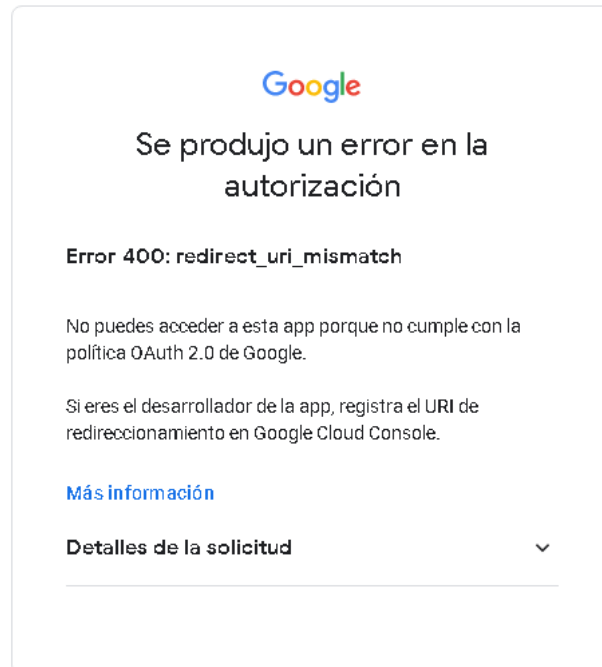 Google
Se produjo un error en la
autorización
Error 400: redirect_uri_mismatch
No puedes acceder a esta app porque no cumple con la
política OAuth 2.0 de Google.
Si eres el desarrollador de la app, registra el URI de
redireccionamiento en Google Cloud Console.
Más información
Detalles de la solicitud